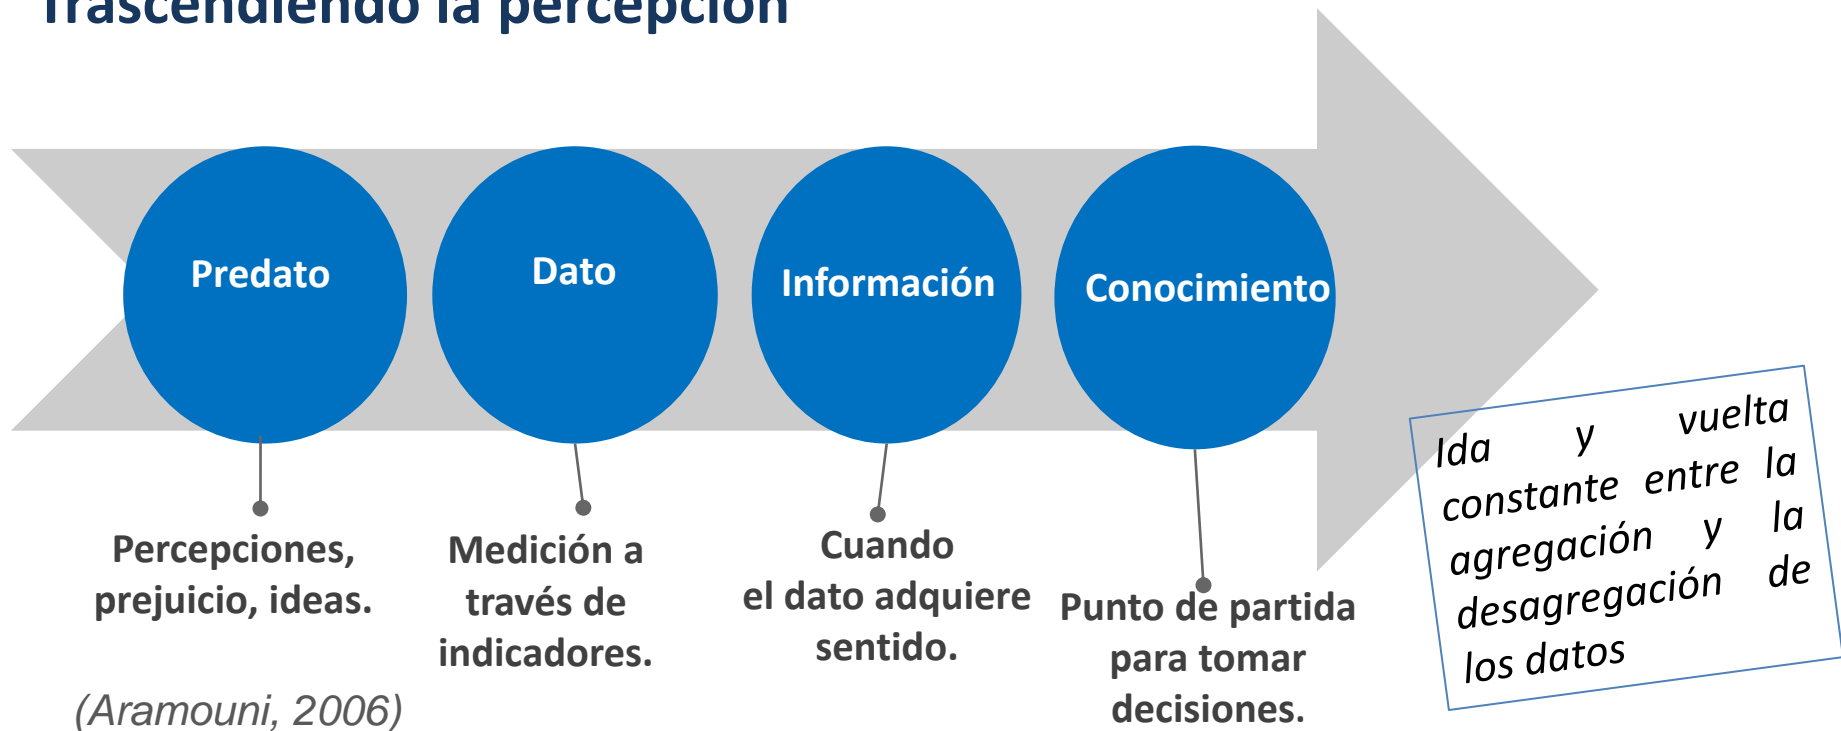 Trascendiendo la percepción
Predato
Dato
Información
Conocimiento
Percepciones,
prejuicio, ideas.
Medición a
través de
indicadores.
Cuando
el dato adquiere
sentido.
Punto de partida
para tomar
decisiones.
Ida y vuelta
constante entre la
agregación y la
desagregación de
los datos
(Aramouni, 2006)